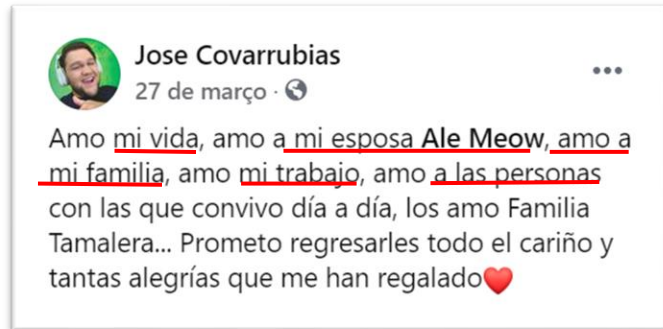 Jose Covarrubias
27 de março ·
Amo mi vida, amo a mi esposa Ale Meow, amo a
mi familia, amo mi trabajo, amo a las personas
con las que convivo día a día, los amo Familia
Tamalera... Prometo regresarles todo el cariño y
tantas alegrías que me han regalado❤️